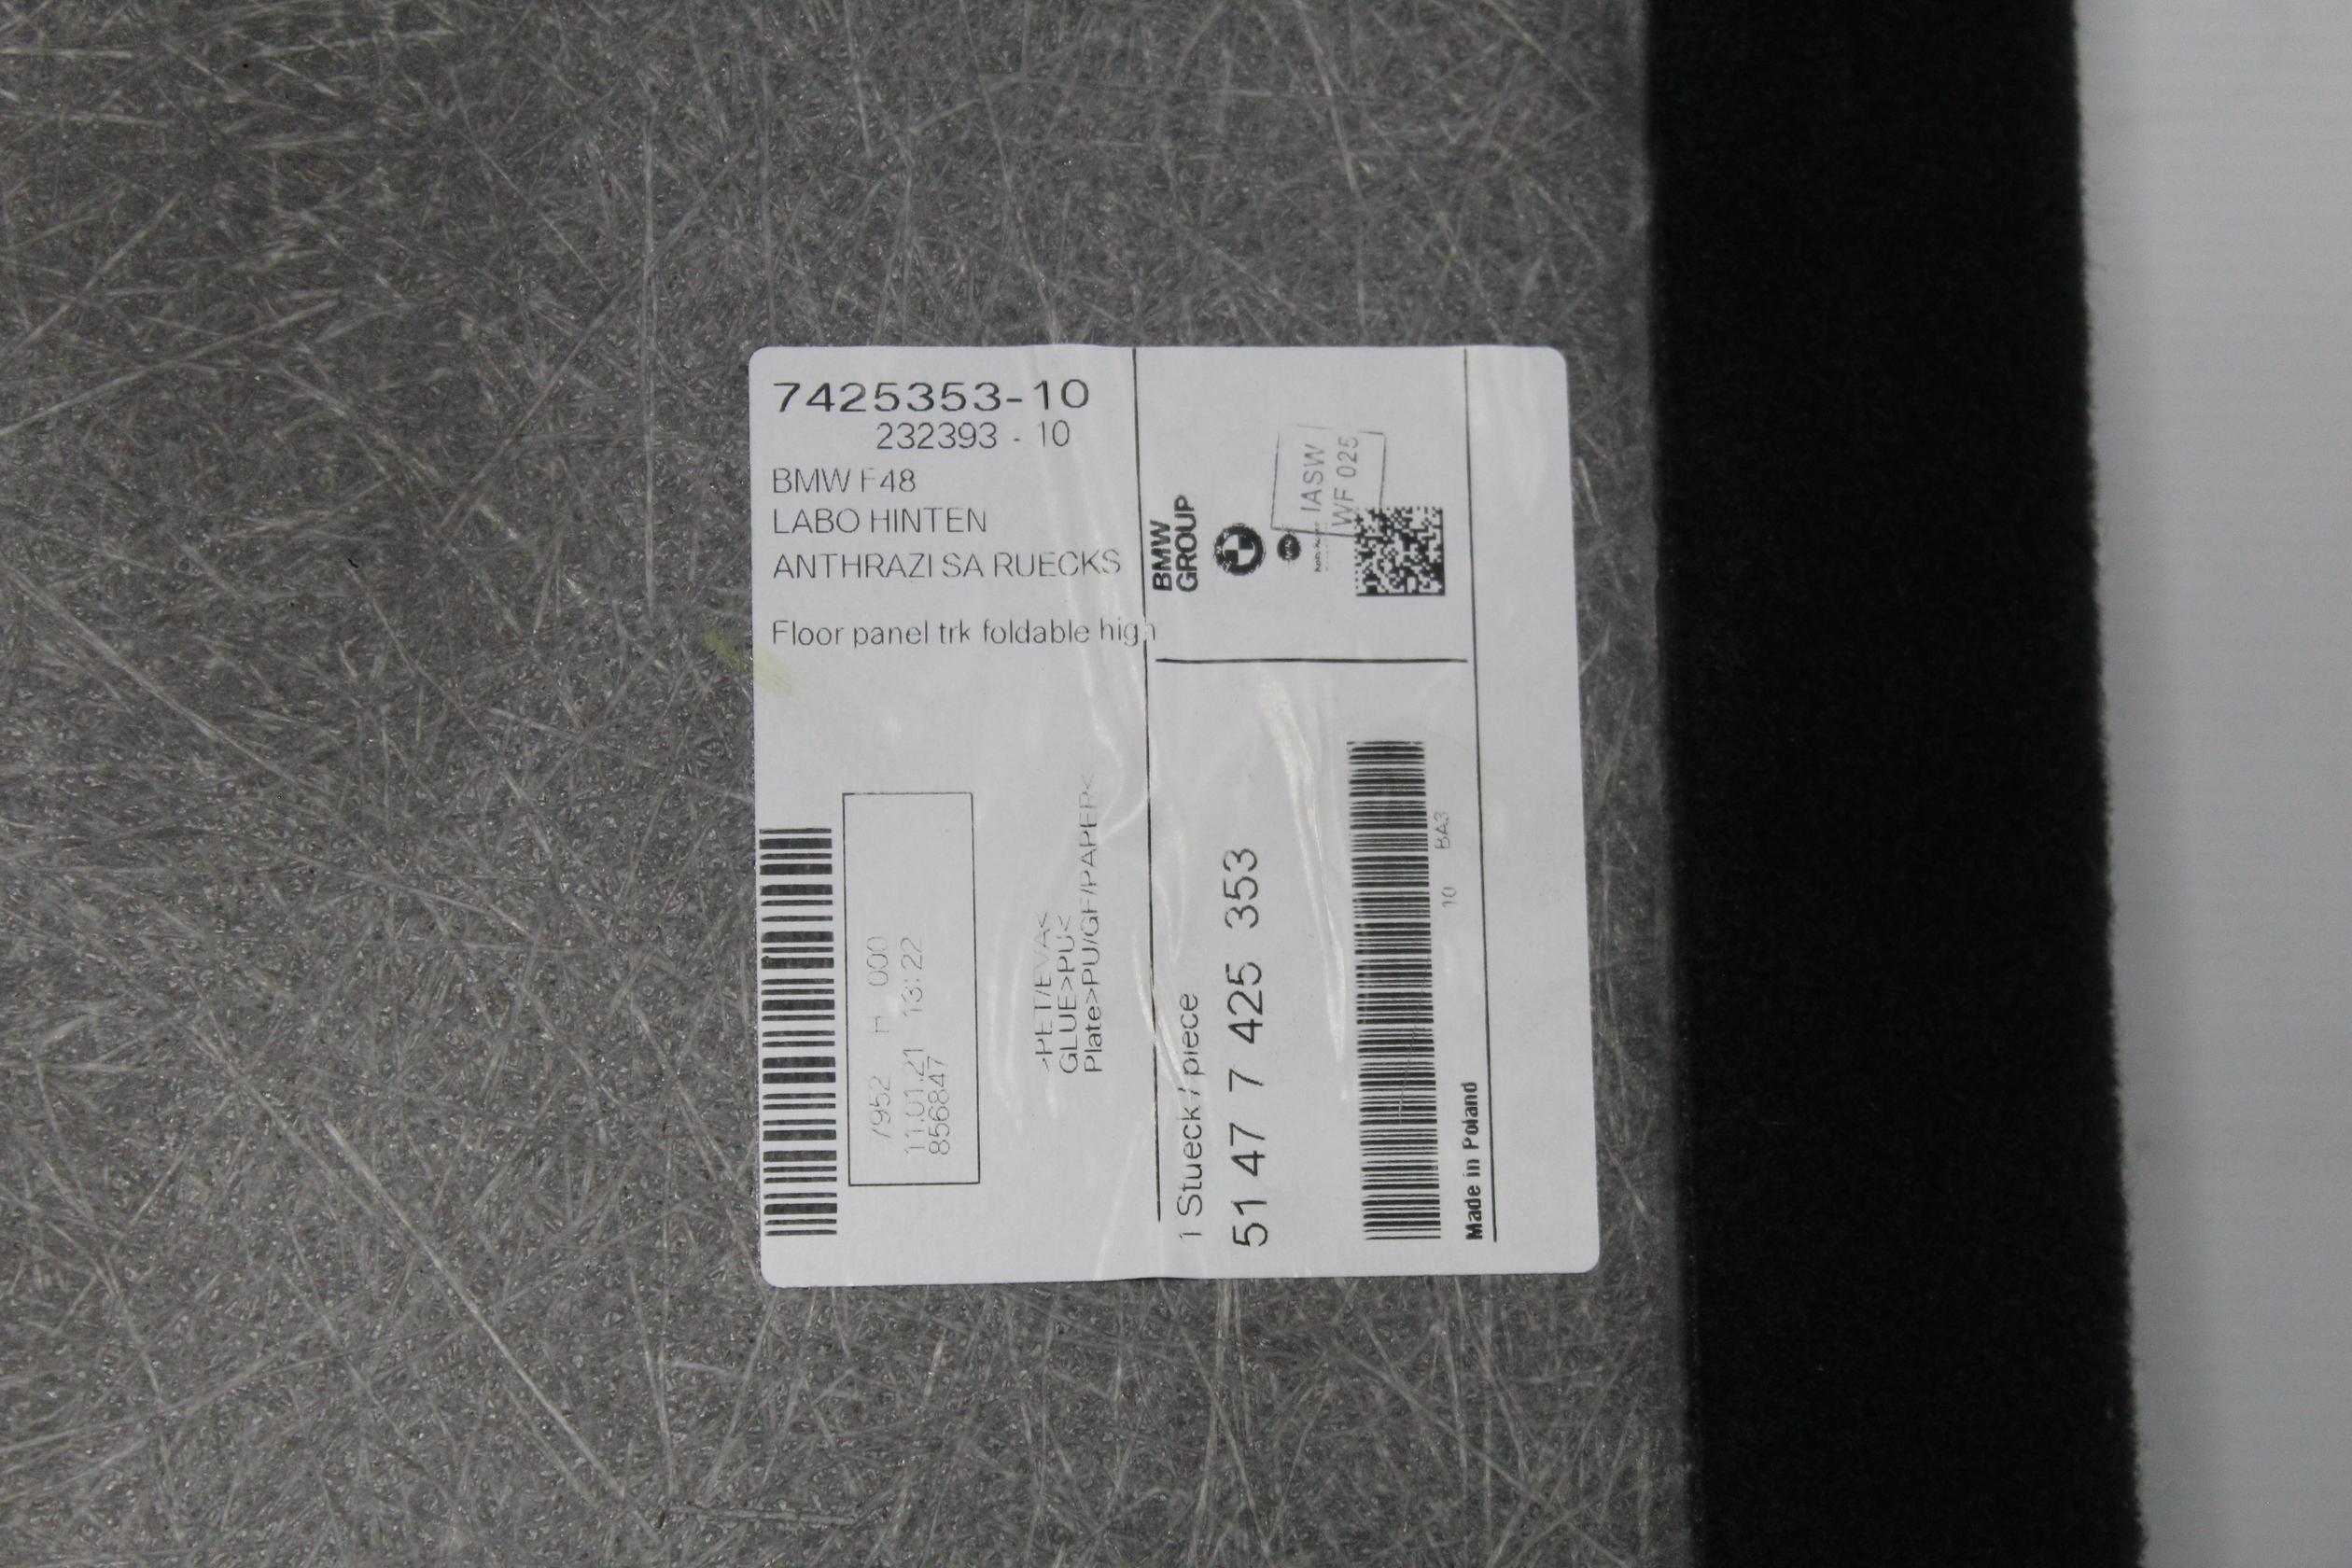 7425353-10
232393 - 10
BMW F48
LABO HINTEN
ANTHRAZI SA RUECKS
Floor panel trk foldable high
7952 H 000
11.01.21 13:22
856847
>PET/EVA<
GLUE>PU<
Plate>PU/GF/PAPER<
BMW
GROUP
IASW
WF 025
1 Stueck / piece
51 47 7 425 353
10 BA3
Made in Poland